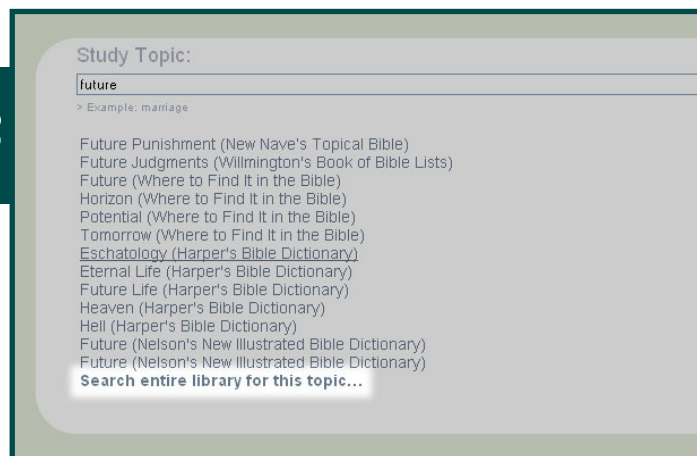 Study Topic:
future
> Example: marriage
Future Punishment (New Nave's Topical Bible)
Future Judgments (Willmington's Book of Bible Lists)
Future (Where to Find It in the Bible)
Horizon (Where to Find It in the Bible)
Potential (Where to Find It in the Bible)
Tomorrow (Where to Find It in the Bible)
Eschatology (Harper's Bible Dictionary)
Eternal Life (Harper's Bible Dictionary)
Future Life (Harper's Bible Dictionary)
Heaven (Harper's Bible Dictionary)
Hell (Harper's Bible Dictionary)
Future (Nelson's New Illustrated Bible Dictionary)
Future (Nelson's New Illustrated Bible Dictionary)
Search entire library for this topic...